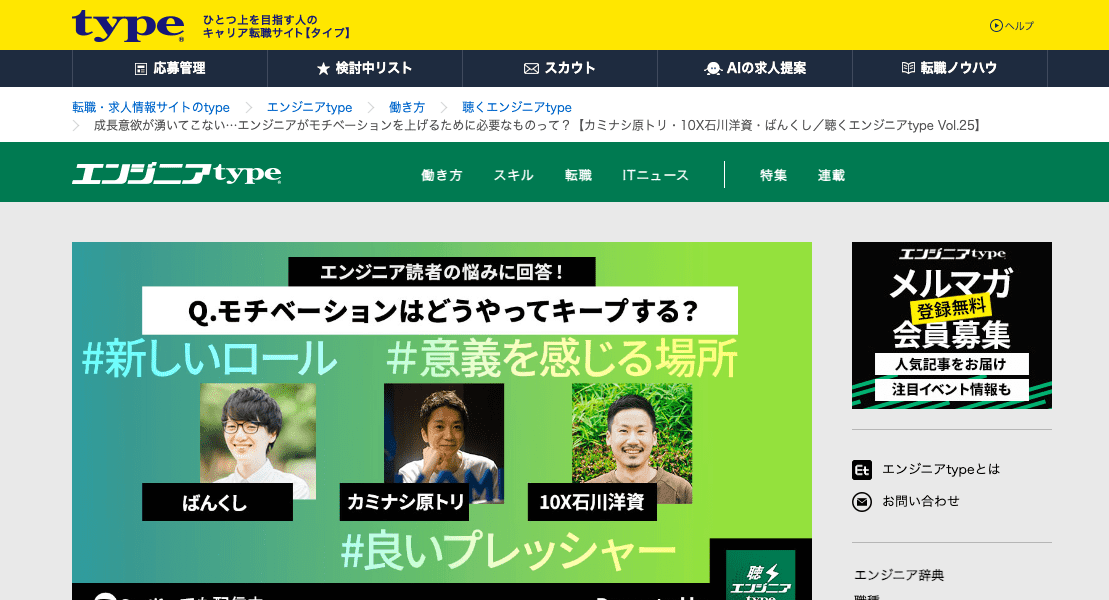 type
ひとつ上を目指す人の
キャリア転職サイト【タイプ】
ヘルプ
応募管理
検討中リスト
スカウト
AIの求人提案
転職ノウハウ
転職・求人情報サイトのtype
エンジニアtype
働き方
聴くエンジニアtype
成長意欲が湧いてこない…エンジニアがモチベーションを上げるために必要なものって？【カミナシ原トリ・10X石川洋資・ばんくし／聴くエンジニアtype Vol.25】
エンジニアtype
働き方
スキル
転職
ITニュース
特集
連載
エンジニア読者の悩みに回答！
Q.モチベーションはどうやってキープする？
#新しいロール
#意義を感じる場所
ばんくし
カミナシ原トリ
10X石川洋資
#良いプレッシャー
聴く
エンジニア
type
エンジニアtype
メルマガ
登録無料
会員募集
人気記事をお届け
注目イベント情報も
Et
エンジニアtypeとは
お問い合わせ
エンジニア辞典
職種